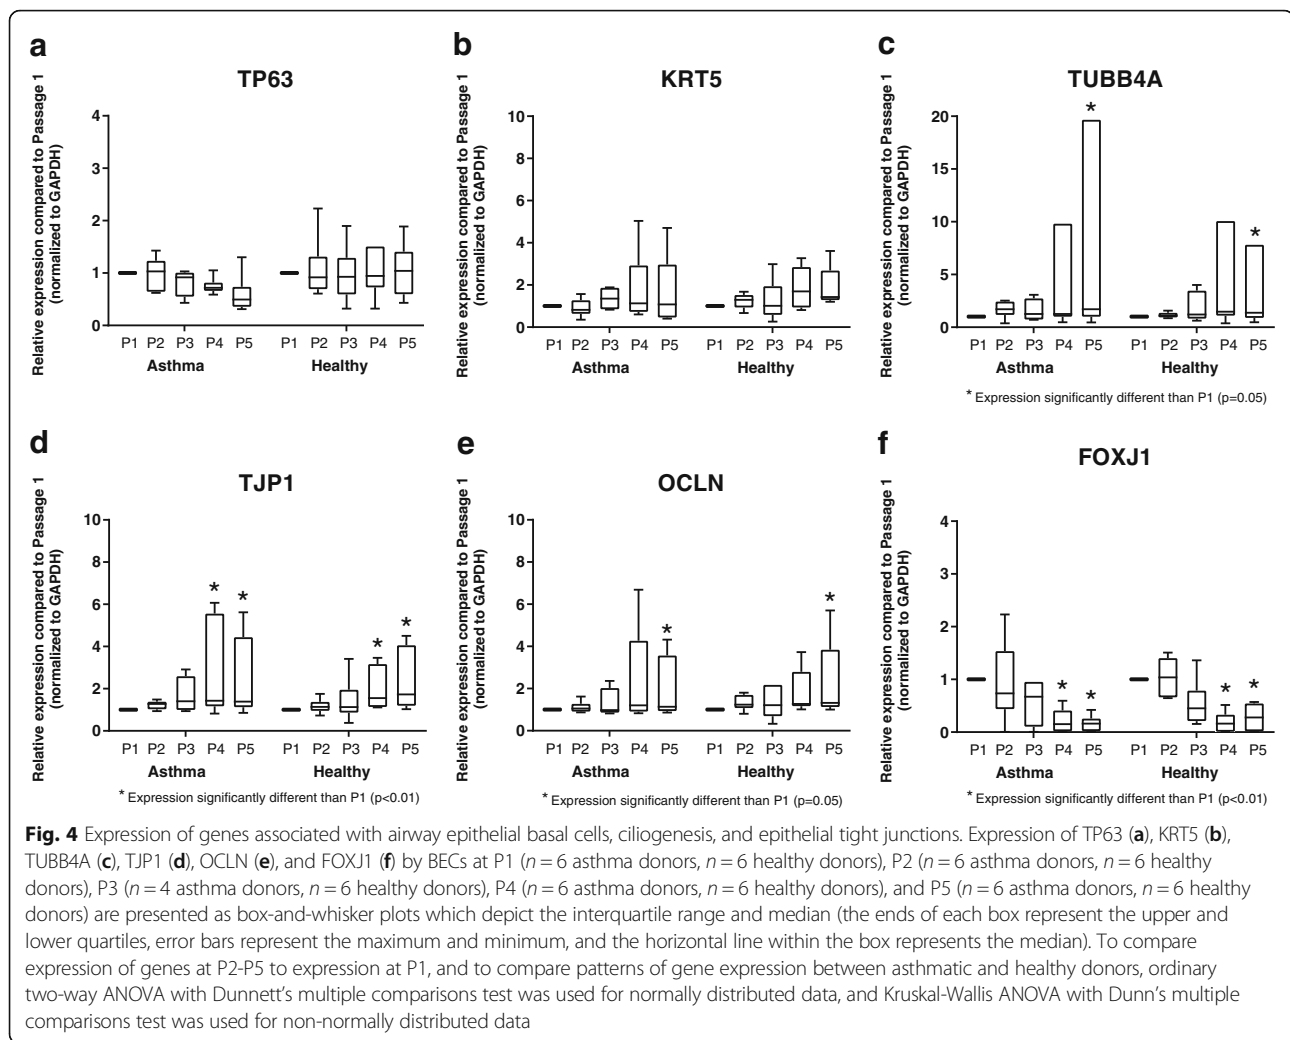 a
TP63
Relative expression compared to Passage 1
(normalized to GAPDH)
4
3
2
1
0
P1 P2 P3 P4 P5 P1 P2 P3 P4 P5
Asthma Healthy
b
KRT5
Relative expression compared to Passage 1
(normalized to GAPDH)
10
8
6
4
2
0
P1 P2 P3 P4 P5 P1 P2 P3 P4 P5
Asthma Healthy
c
TUBB4A
Relative expression compared to Passage 1
(normalized to GAPDH)
20
15
10
5
0
* *
P1 P2 P3 P4 P5 P1 P2 P3 P4 P5
Asthma Healthy
* Expression significantly different than P1 (p=0.05)
d
TJP1
Relative expression compared to Passage 1
(normalized to GAPDH)
10
8
6
4
2
0
* * * *
P1 P2 P3 P4 P5 P1 P2 P3 P4 P5
Asthma Healthy
* Expression significantly different than P1 (p<0.01)
e
OCLN
Relative expression compared to Passage 1
(normalized to GAPDH)
10
8
6
4
2
0
* *
P1 P2 P3 P4 P5 P1 P2 P3 P4 P5
Asthma Healthy
* Expression significantly different than P1 (p=0.05)
f
FOXJ1
Relative expression compared to Passage 1
(normalized to GAPDH)
4
3
2
1
0
* * * *
P1 P2 P3 P4 P5 P1 P2 P3 P4 P5
Asthma Healthy
* Expression significantly different than P1 (p<0.01)
Fig. 4 Expression of genes associated with airway epithelial basal cells, ciliogenesis, and epithelial tight junctions. Expression of TP63 (a), KRT5 (b),
TUBB4A (c), TJP1 (d), OCLN (e), and FOXJ1 (f) by BECs at P1 (n = 6 asthma donors, n = 6 healthy donors), P2 (n = 6 asthma donors, n = 6 healthy
donors), P3 (n = 4 asthma donors, n = 6 healthy donors), P4 (n = 6 asthma donors, n = 6 healthy donors), and P5 (n = 6 asthma donors, n = 6 healthy
donors) are presented as box-and-whisker plots which depict the interquartile range and median (the ends of each box represent the upper and
lower quartiles, error bars represent the maximum and minimum, and the horizontal line within the box represents the median). To compare
expression of genes at P2-P5 to expression at P1, and to compare patterns of gene expression between asthmatic and healthy donors, ordinary
two-way ANOVA with Dunnett's multiple comparisons test was used for normally distributed data, and Kruskal-Wallis ANOVA with Dunn's multiple
comparisons test was used for non-normally distributed data